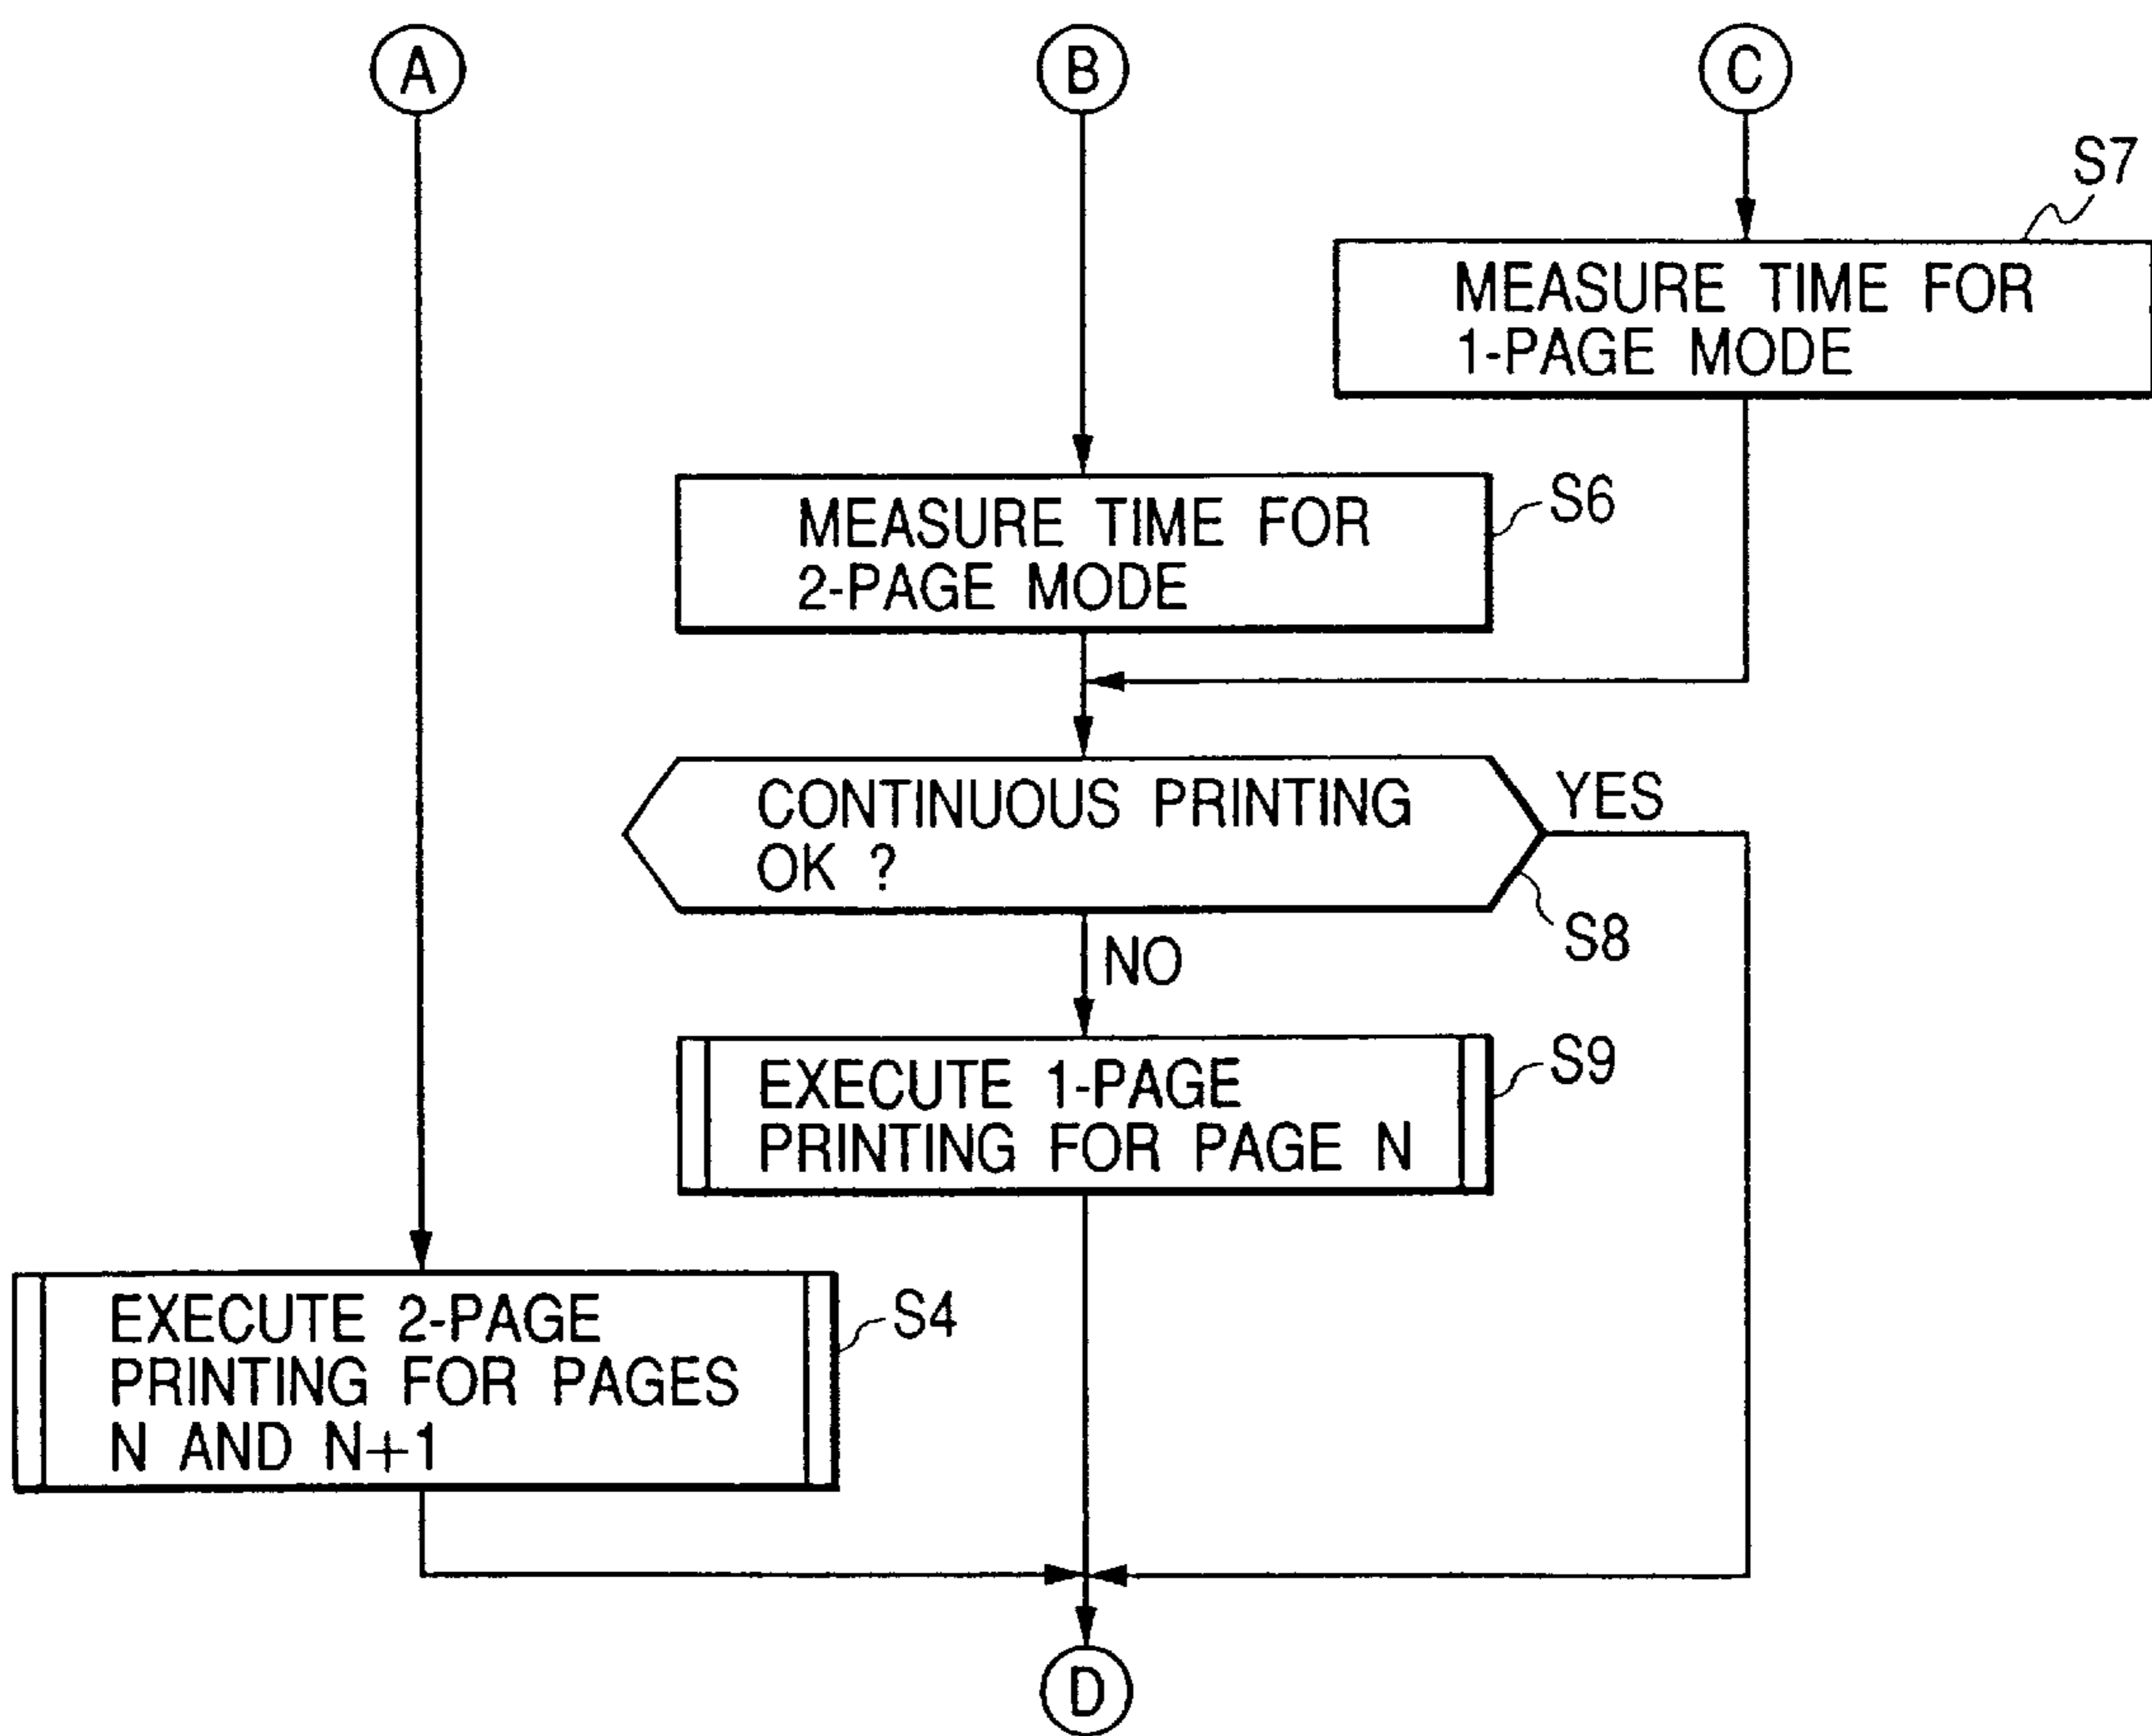 A
B
C
S7
MEASURE TIME FOR
1-PAGE MODE
MEASURE TIME FOR
2-PAGE MODE
S6
CONTINUOUS PRINTING
OK ?
YES
S8
NO
EXECUTE 1-PAGE
PRINTING FOR PAGE N
S9
EXECUTE 2-PAGE
PRINTING FOR PAGES
N AND N+1
S4
D